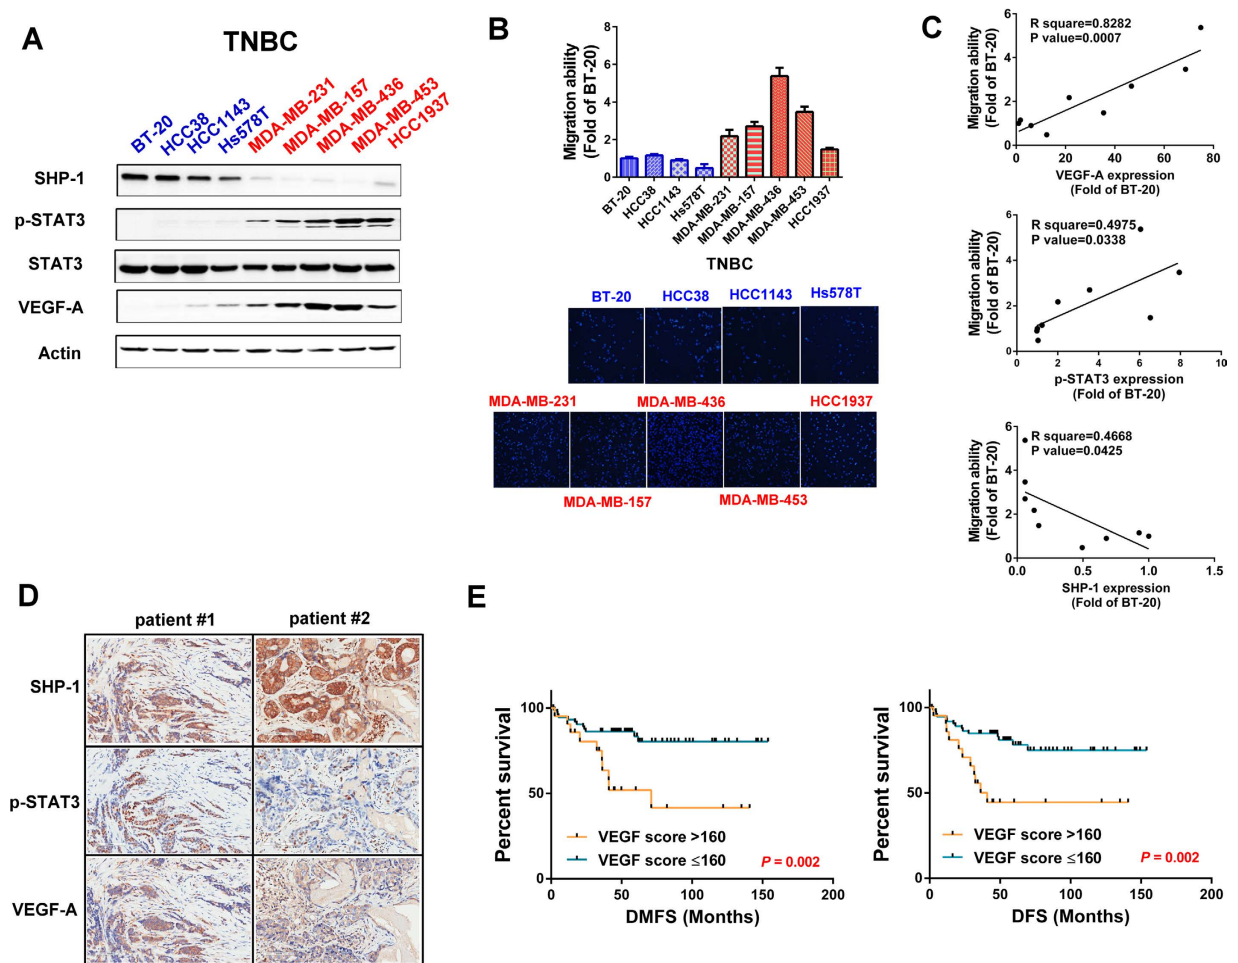 A
TNBC
BT-20
HCC38
HCC1143
Hs578T
MDA-MB-231
MDA-MB-157
MDA-MB-436
MDA-MB-453
HCC1937
SHP-1
p-STAT3
STAT3
VEGF-A
Actin
B
Migration ability
(Fold of BT-20)
8
6
4
2
0
BT-20
HCC38
HCC1143
Hs578T
MDA-MB-231
MDA-MB-157
MDA-MB-436
MDA-MB-453
HCC1937
TNBC
BT-20 HCC38 HCC1143 Hs578T
MDA-MB-231 MDA-MB-436 HCC1937
MDA-MB-157 MDA-MB-453
C
Migration ability
(Fold of BT-20)
6
4
2
0
R square=0.8282
P value=0.0007
0 20 40 60 80
VEGF-A expression
(Fold of BT-20)
Migration ability
(Fold of BT-20)
6
4
2
0
R square=0.4975
P value=0.0338
0 2 4 6 8 10
p-STAT3 expression
(Fold of BT-20)
Migration ability
(Fold of BT-20)
6
4
2
0
R square=0.4668
P value=0.0425
0.0 0.5 1.0 1.5
SHP-1 expression
(Fold of BT-20)
D
patient #1 patient #2
SHP-1
p-STAT3
VEGF-A
E
Percent survival
100
50
0
VEGF score >160
VEGF score ≤160
P = 0.002
0 50 100 150 200
DMFS (Months)
Percent survival
100
50
0
VEGF score >160
VEGF score ≤160
P = 0.002
0 50 100 150 200
DFS (Months)